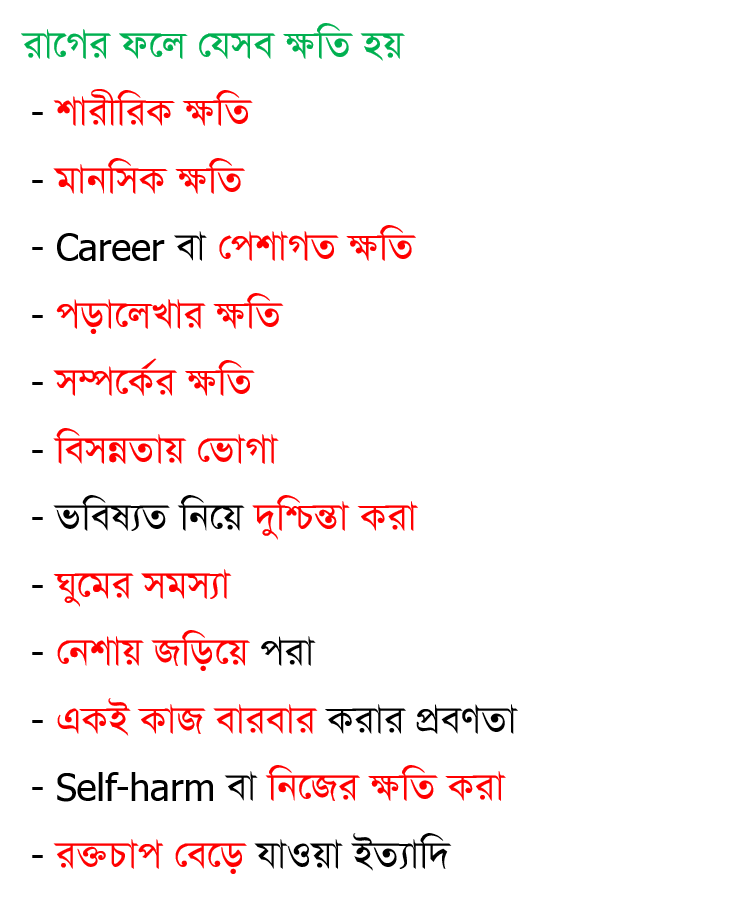 রাগের ফলে যেসব ক্ষতি হয়
- শারীরিক ক্ষতি
- মানসিক ক্ষতি
- Career বা পেশাগত ক্ষতি
- পড়ালেখার ক্ষতি
- সম্পর্কের ক্ষতি
- বিসন্নতায় ভোগা
- ভবিষ্যত নিয়ে দুশ্চিন্তা করা
- ঘুমের সমস্যা
- নেশায় জড়িয়ে পরা
- একই কাজ বারবার করার প্রবণতা
- Self-harm বা নিজের ক্ষতি করা
- রক্তচাপ বেড়ে যাওয়া ইত্যাদি